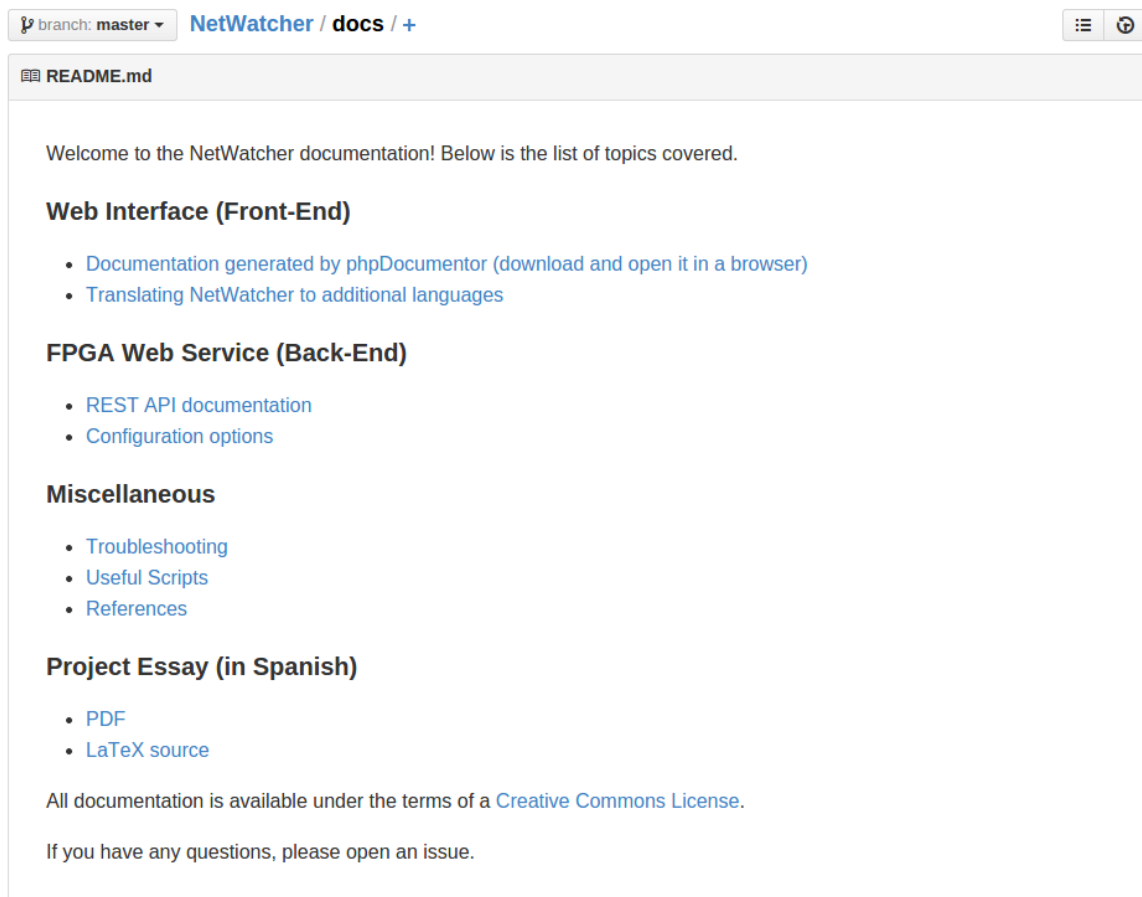 branch: master NetWatcher / docs / +
README.md
Welcome to the NetWatcher documentation! Below is the list of topics covered.
Web Interface (Front-End)
• Documentation generated by phpDocumentor (download and open it in a browser)
• Translating NetWatcher to additional languages
FPGA Web Service (Back-End)
• REST API documentation
• Configuration options
Miscellaneous
• Troubleshooting
• Useful Scripts
• References
Project Essay (in Spanish)
• PDF
• LaTeX source
All documentation is available under the terms of a Creative Commons License.
If you have any questions, please open an issue.